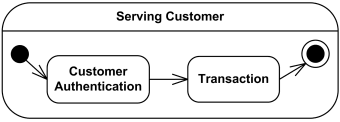 Serving Customer
Customer
Authentication
Transaction